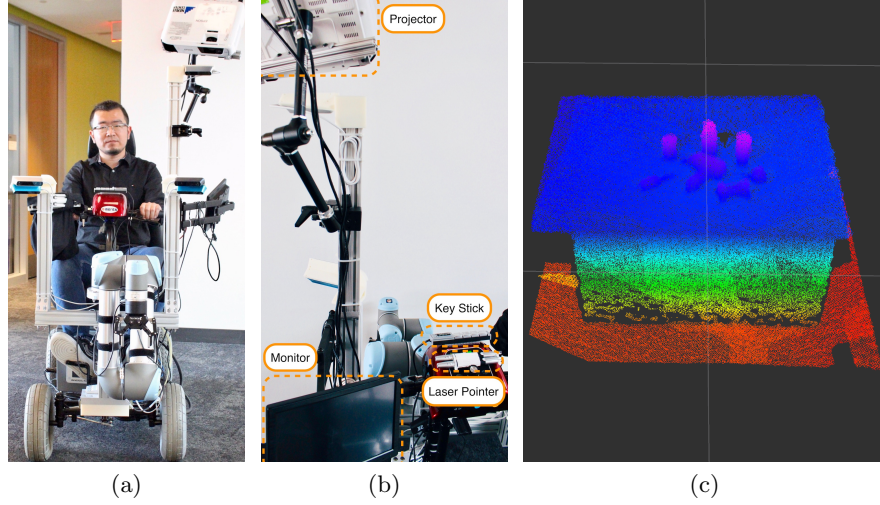 Projector
Key Stick
Monitor
Laser Pointer
(a)
(b)
(c)